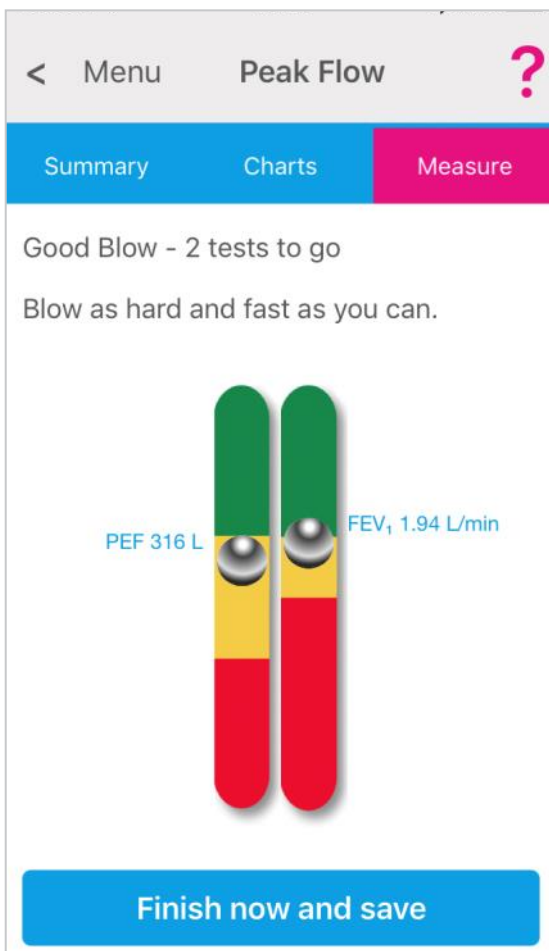 < Menu Peak Flow ?
Summary Charts Measure
Good Blow - 2 tests to go
Blow as hard and fast as you can.
PEF 316 L
FEV₁ 1.94 L/min
Finish now and save